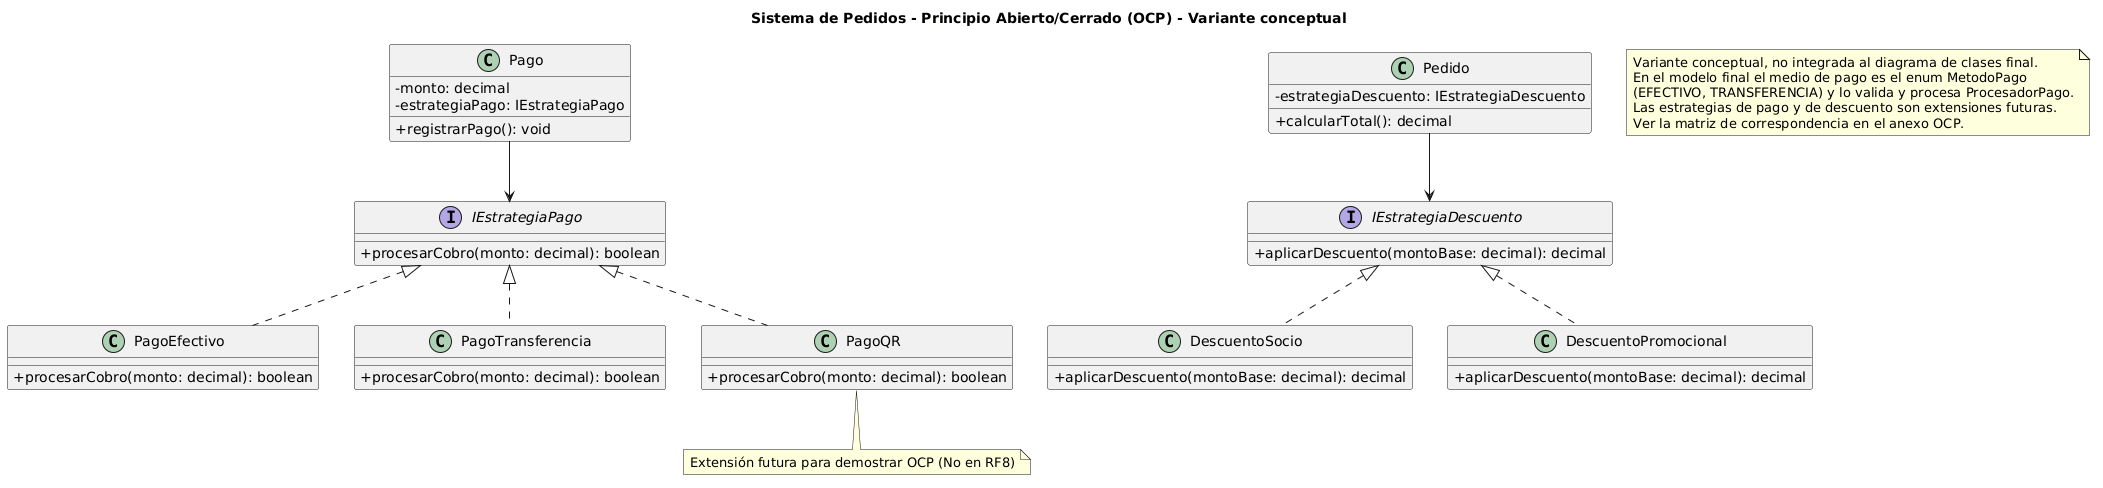 Sistema de Pedidos - Principio Abierto/Cerrado (OCP) - Variante conceptual
C Pago
-monto: decimal
-estrategiaPago: IEstrategiaPago
+registrarPago(): void
C Pedido
-estrategiaDescuento: IEstrategiaDescuento
+calcularTotal(): decimal
Variante conceptual, no integrada al diagrama de clases final.
En el modelo final el medio de pago es el enum MetodoPago
(EFECTIVO, TRANSFERENCIA) y lo valida y procesa ProcesadorPago.
Las estrategias de pago y de descuento son extensiones futuras.
Ver la matriz de correspondencia en el anexo OCP.
I IEstrategiaPago
+procesarCobro(monto: decimal): boolean
I IEstrategiaDescuento
+aplicarDescuento(montoBase: decimal): decimal
C PagoEfectivo
+procesarCobro(monto: decimal): boolean
C PagoTransferencia
+procesarCobro(monto: decimal): boolean
C PagoQR
+procesarCobro(monto: decimal): boolean
C DescuentoSocio
+aplicarDescuento(montoBase: decimal): decimal
C DescuentoPromocional
+aplicarDescuento(montoBase: decimal): decimal
Extensión futura para demostrar OCP (No en RF8)